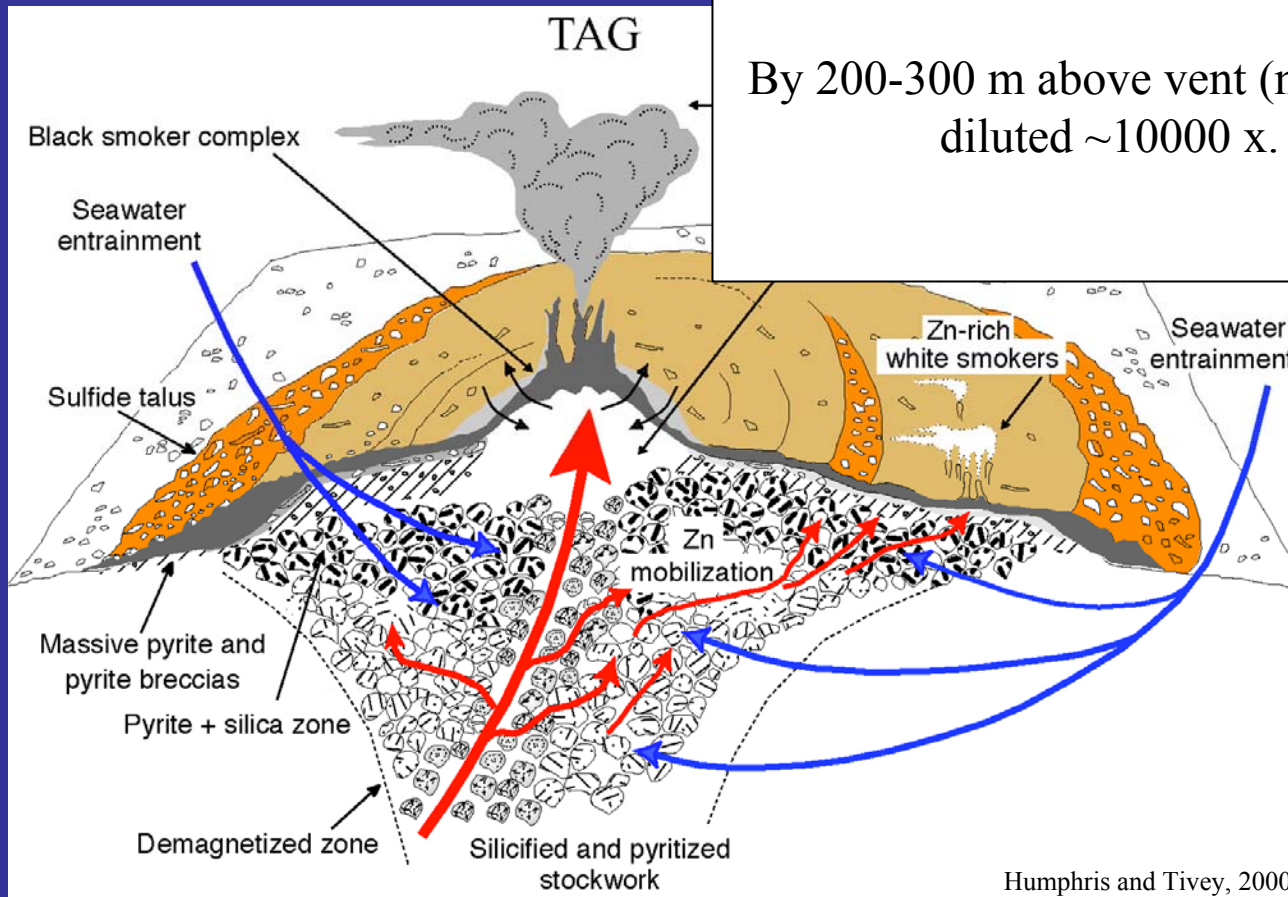 TAG
By 200-300 m above vent
diluted ~10000 x.
Black smoker complex
Seawater
entrainment
Zn-rich
white smokers
Seawater
entrainment
Sulfide talus
Zn
mobilization
Massive pyrite and
pyrite breccias
Pyrite + silica zone
Demagnetized zone
Silicified and pyritized
stockwork
Humphris and Tivey, 2000